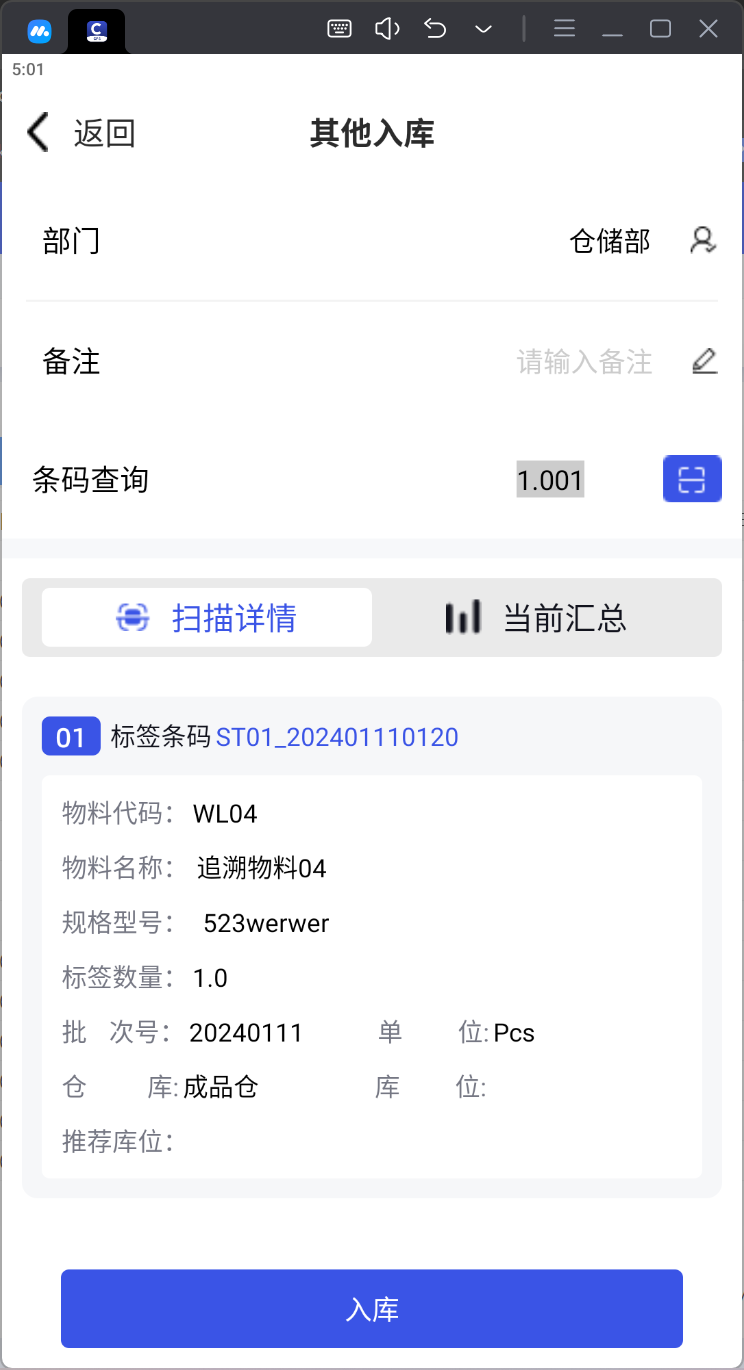 5:01
返回 其他入库
部门 仓储部
备注 请输入备注
条码查询 1.001
扫描详情 当前汇总
01 标签条码 ST01_202401110120
物料代码： WL04
物料名称： 追溯物料04
规格型号： 523werwer
标签数量： 1.0
批 次号： 20240111 单 位: Pcs
仓 库: 成品仓 库 位:
推荐库位：
入库